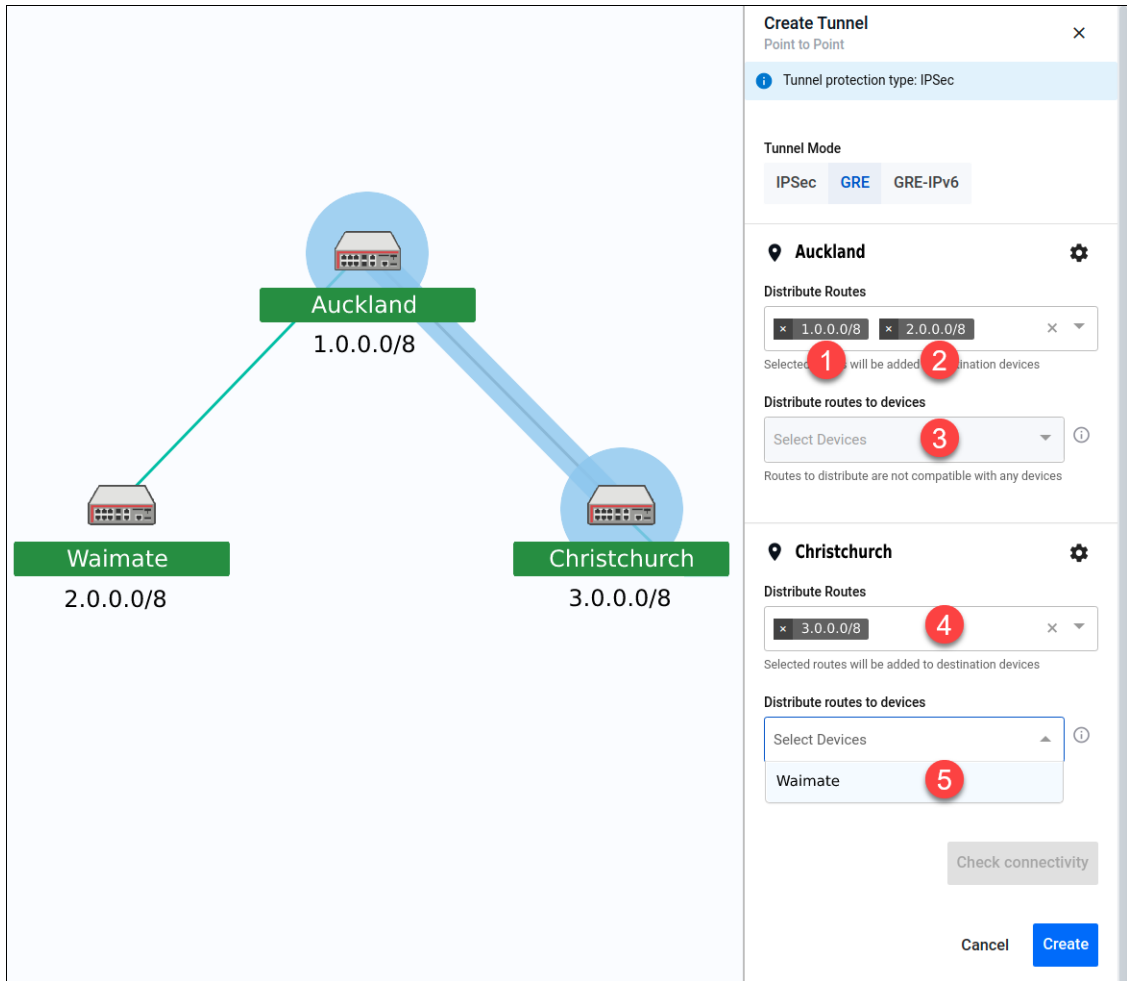 Auckland
1.0.0.0/8
Waimate
2.0.0.0/8
Christchurch
3.0.0.0/8
Create Tunnel
Point to Point
Tunnel protection type: IPSec
Tunnel Mode
IPSec GRE GRE-IPv6
Auckland
Distribute Routes
× 1.0.0.0/8 × 2.0.0.0/8
1 2
Selected will be added ination devices
Distribute routes to devices
Select Devices 3
Routes to distribute are not compatible with any devices
Christchurch
Distribute Routes
× 3.0.0.0/8 4
Selected routes will be added to destination devices
Distribute routes to devices
Select Devices
Waimate 5
Check connectivity
Cancel Create